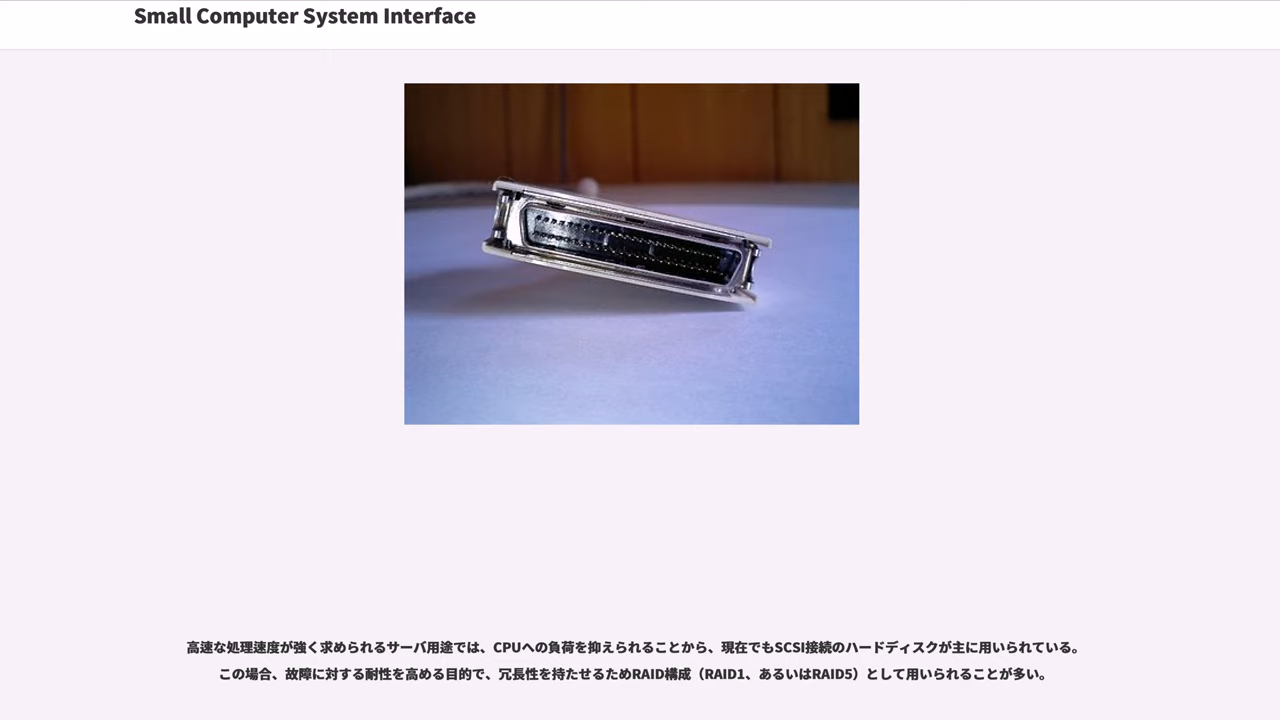 Small Computer System Interface
高速な処理速度が強く求められるサーバ用途では、CPUへの負荷を抑えられることから、現在でもSCSI接続のハードディスクが主に用いられている。
この場合、故障に対する耐性を高める目的で、冗長性を持たせるためRAID構成（RAID1、あるいはRAID5）として用いられることが多い。